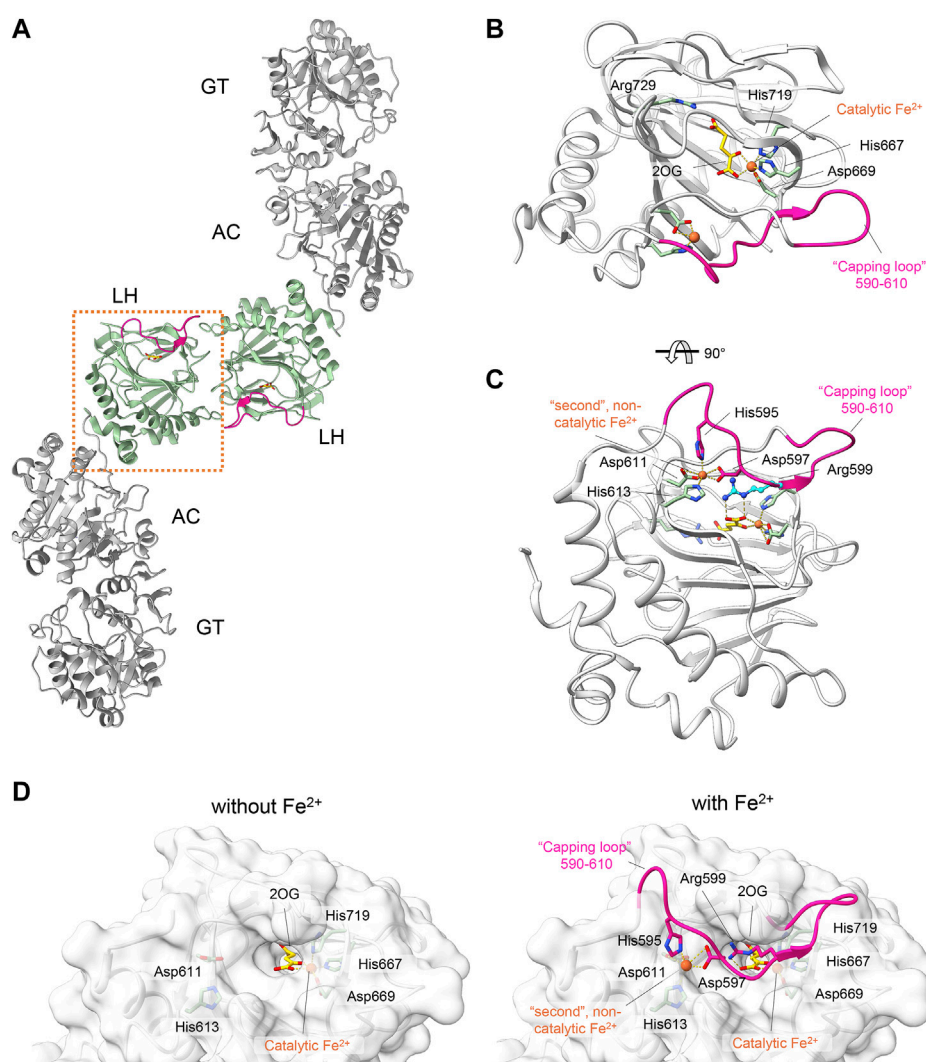 A
GT
AC
LH
LH
AC
GT
B
Arg729
His719
Catalytic Fe²⁺
His667
2OG
Asp669
“Capping loop”
590-610
90°
C
“second”, non-
catalytic Fe²⁺
His595
“Capping loop”
590-610
Asp611
Asp597
Arg599
His613
D
without Fe²⁺
2OG
His719
Asp611
His667
Asp669
His613
Catalytic Fe²⁺
with Fe²⁺
“Capping loop”
590-610
Arg599
2OG
His719
His595
His667
Asp611
Asp597
Asp669
“second”, non-
catalytic Fe²⁺
His613
Catalytic Fe²⁺